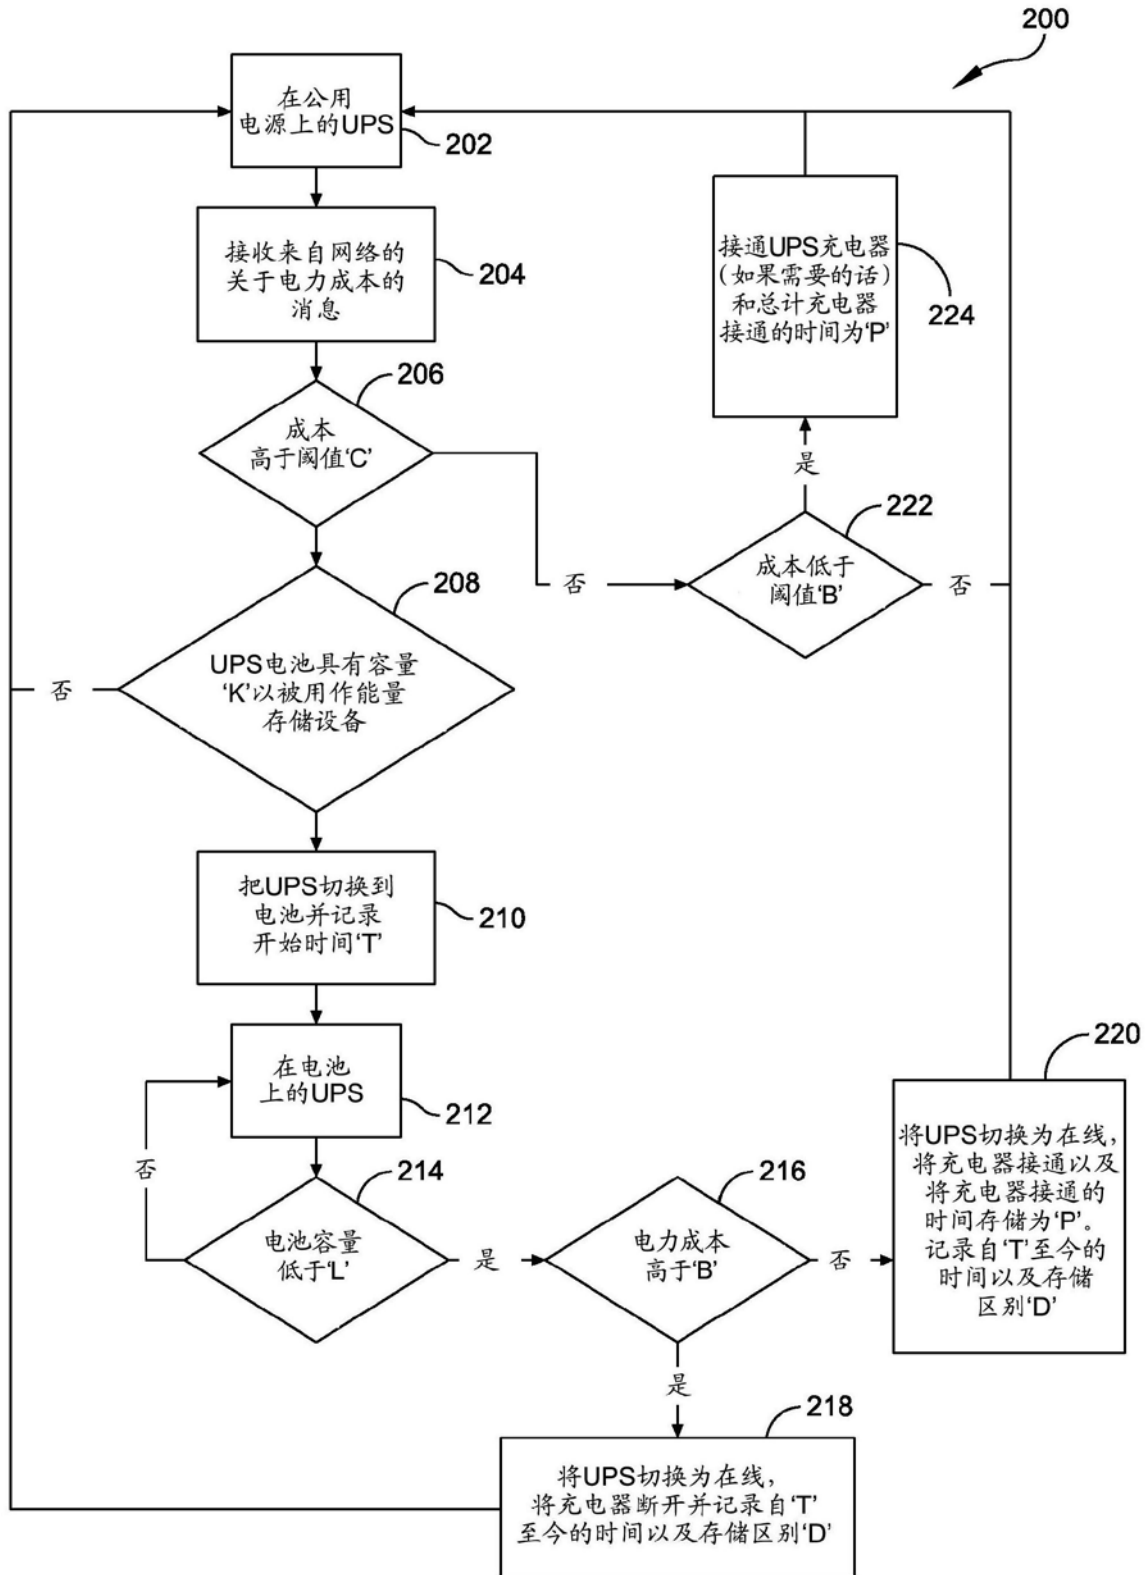 200
在公用
电源上的UPS
202
接收来自网络的
关于电力成本的
消息
204
接通UPS充电器
(如果需要的话)
和总计充电器
接通的时间为‘P’
224
206
成本
高于阈值‘C’
是
222
成本低于
阈值‘B’
否
否
208
UPS电池具有容量
‘K’以被用作能量
存储设备
否
把UPS切换到
电池并记录
开始时间‘T’
210
在电池
上的UPS
212
否
214
电池容量
低于‘L’
是
216
电力成本
高于‘B’
否
220
将UPS切换为在线，
将充电器接通以及
将充电器接通的
时间存储为‘P’。
记录自‘T’至今的
时间以及存储
区别‘D’
是
218
将UPS切换为在线，
将充电器断开并记录自‘T’
至今的时间以及存储区别‘D’